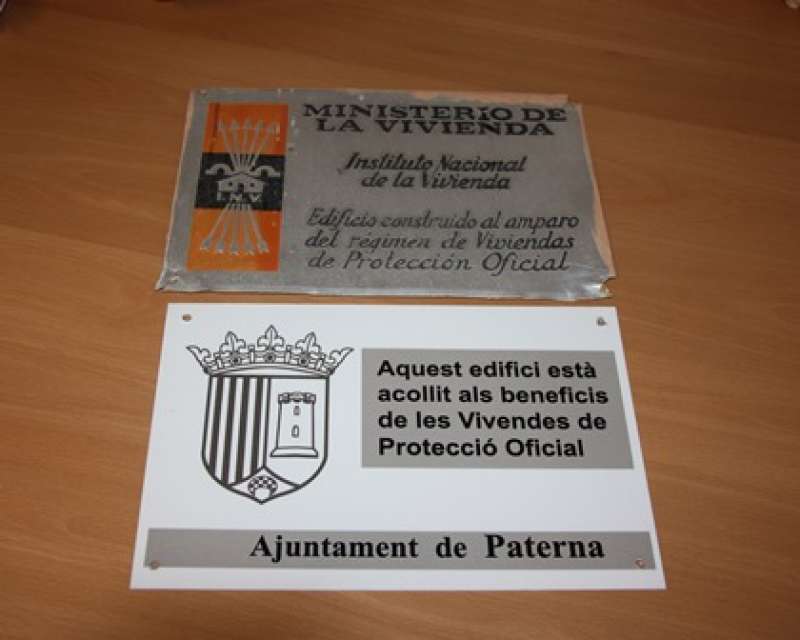 MINISTERIO DE
LA VIVIENDA
Instituto Nacional
de la Vivienda
Edificio construido al amparo
del régimen de Viviendas
de Protección Oficial
Aquest edifici està
acollit als beneficis
de les Vivendes de
Protecció Oficial
Ajuntament de Paterna